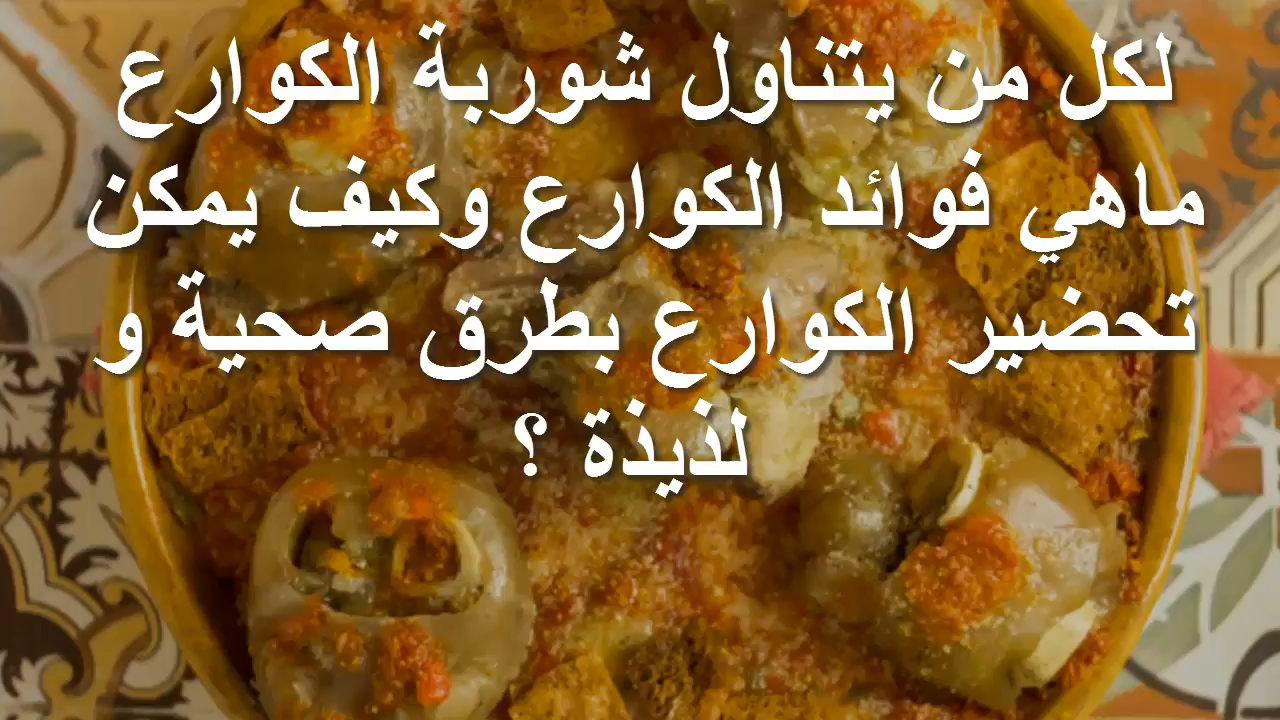 لكل من يتناول شوربة الكوارع
ماهي فوائد الكوارع وكيف يمكن
تحضير الكوارع بطرق صحية و
لذيذة ؟